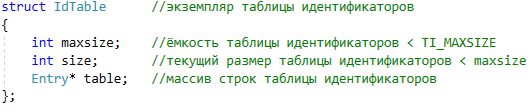 struct IdTable //экземпляр таблицы идентификаторов
{
int maxsize; //ёмкость таблицы идентификаторов < TI_MAXSIZE
int size; //текущий размер таблицы идентификаторов < maxsize
Entry* table; //массив строк таблицы идентификаторов
};